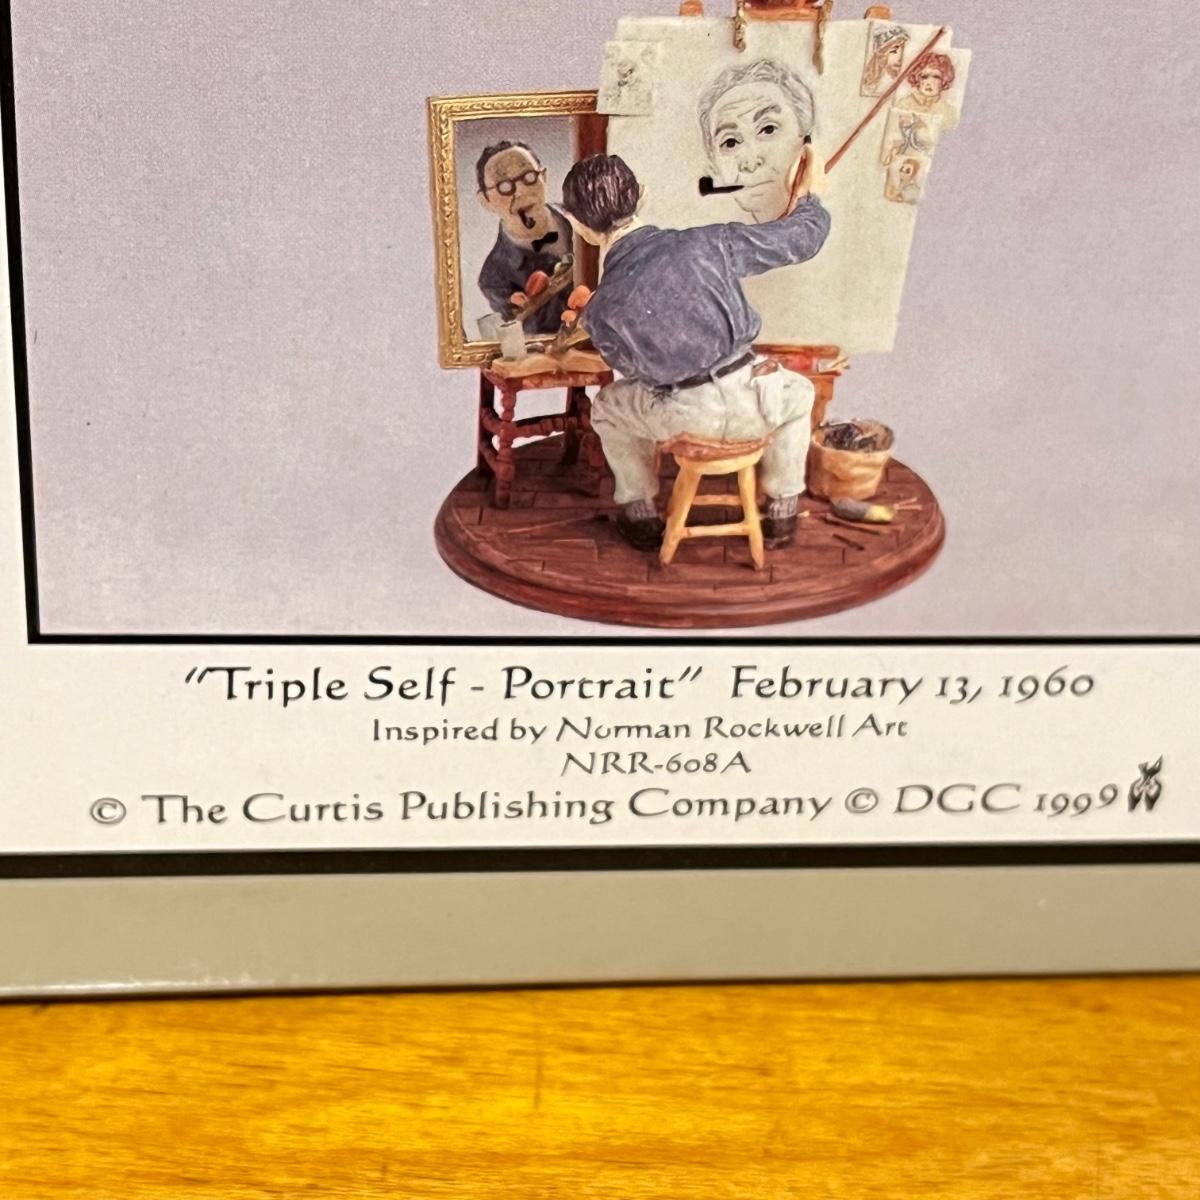 "Triple Self - Portrait" February 13, 1960
Inspired by Norman Rockwell Art
NRR-608A
© The Curtis Publishing Company © DGC 1999